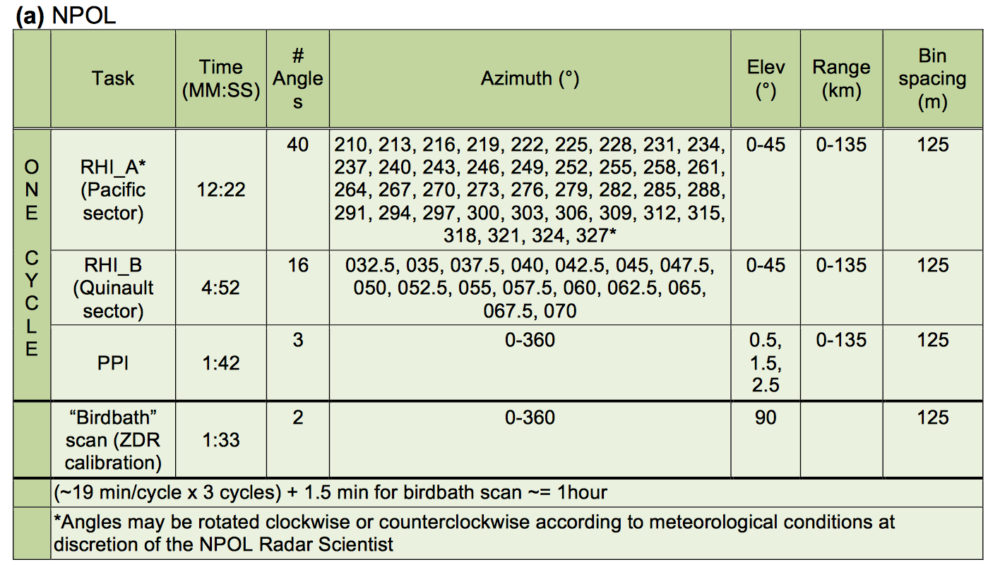 (a) NPOL
Task
Time
(MM:SS)
#
Angle
s
Azimuth (°)
Elev
(°)
Range
(km)
Bin
spacing
(m)
O
N
E
C
Y
C
L
E
RHI_A*
(Pacific
sector)
12:22
40
210, 213, 216, 219, 222, 225, 228, 231, 234,
237, 240, 243, 246, 249, 252, 255, 258, 261,
264, 267, 270, 273, 276, 279, 282, 285, 288,
291, 294, 297, 300, 303, 306, 309, 312, 315,
318, 321, 324, 327*
0-45
0-135
125
RHI_B
(Quinault
sector)
4:52
16
032.5, 035, 037.5, 040, 042.5, 045, 047.5,
050, 052.5, 055, 057.5, 060, 062.5, 065,
067.5, 070
0-45
0-135
125
PPI
1:42
3
0-360
0.5,
1.5,
2.5
0-135
125
“Birdbath”
scan (ZDR
calibration)
1:33
2
0-360
90
125
(~19 min/cycle x 3 cycles) + 1.5 min for birdbath scan ~= 1hour
*Angles may be rotated clockwise or counterclockwise according to meteorological conditions at
discretion of the NPOL Radar Scientist